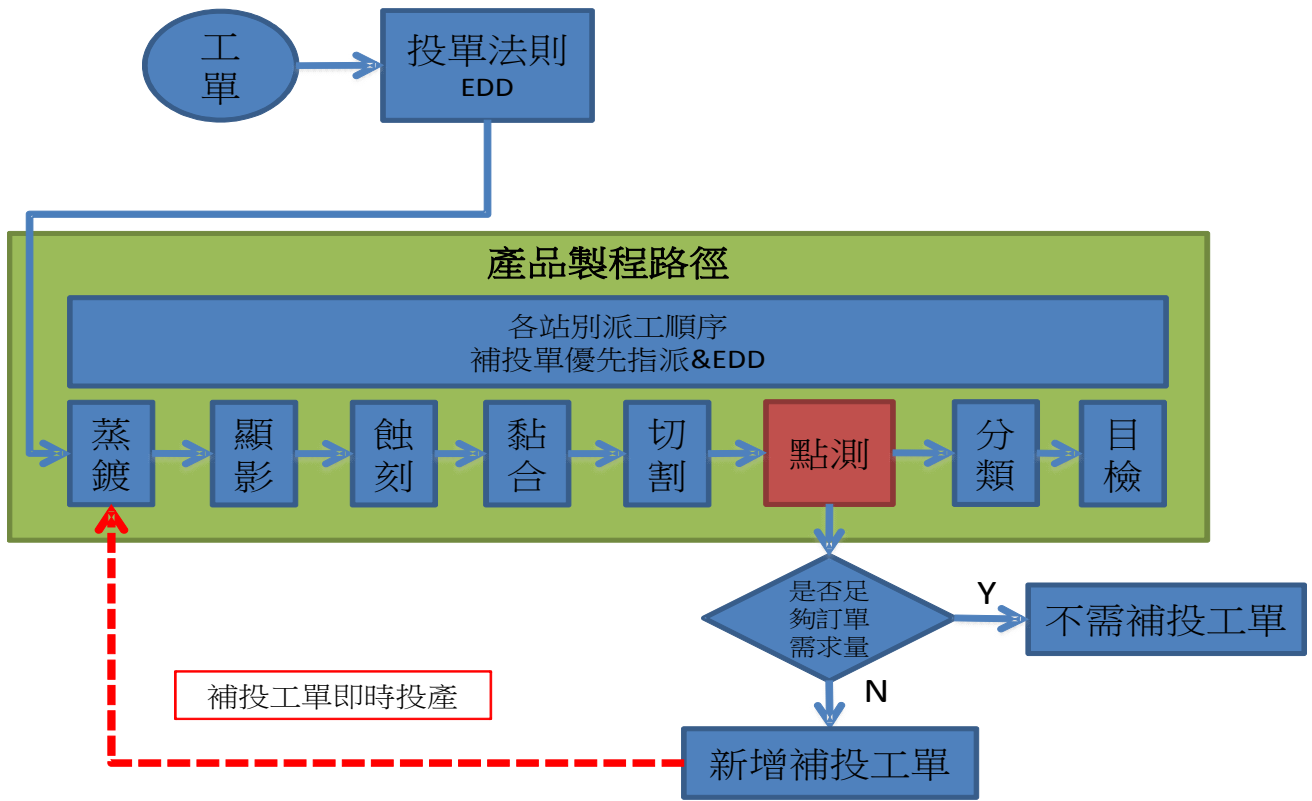 工
單
投單法則
EDD
產品製程路徑
各站別派工順序
補投單優先指派&EDD
蒸
鍍
顯
影
蝕
刻
黏
合
切
割
點測
分
類
目
檢
是否足
夠訂單
需求量
Y
不需補投工單
N
補投工單即時投產
新增補投工單